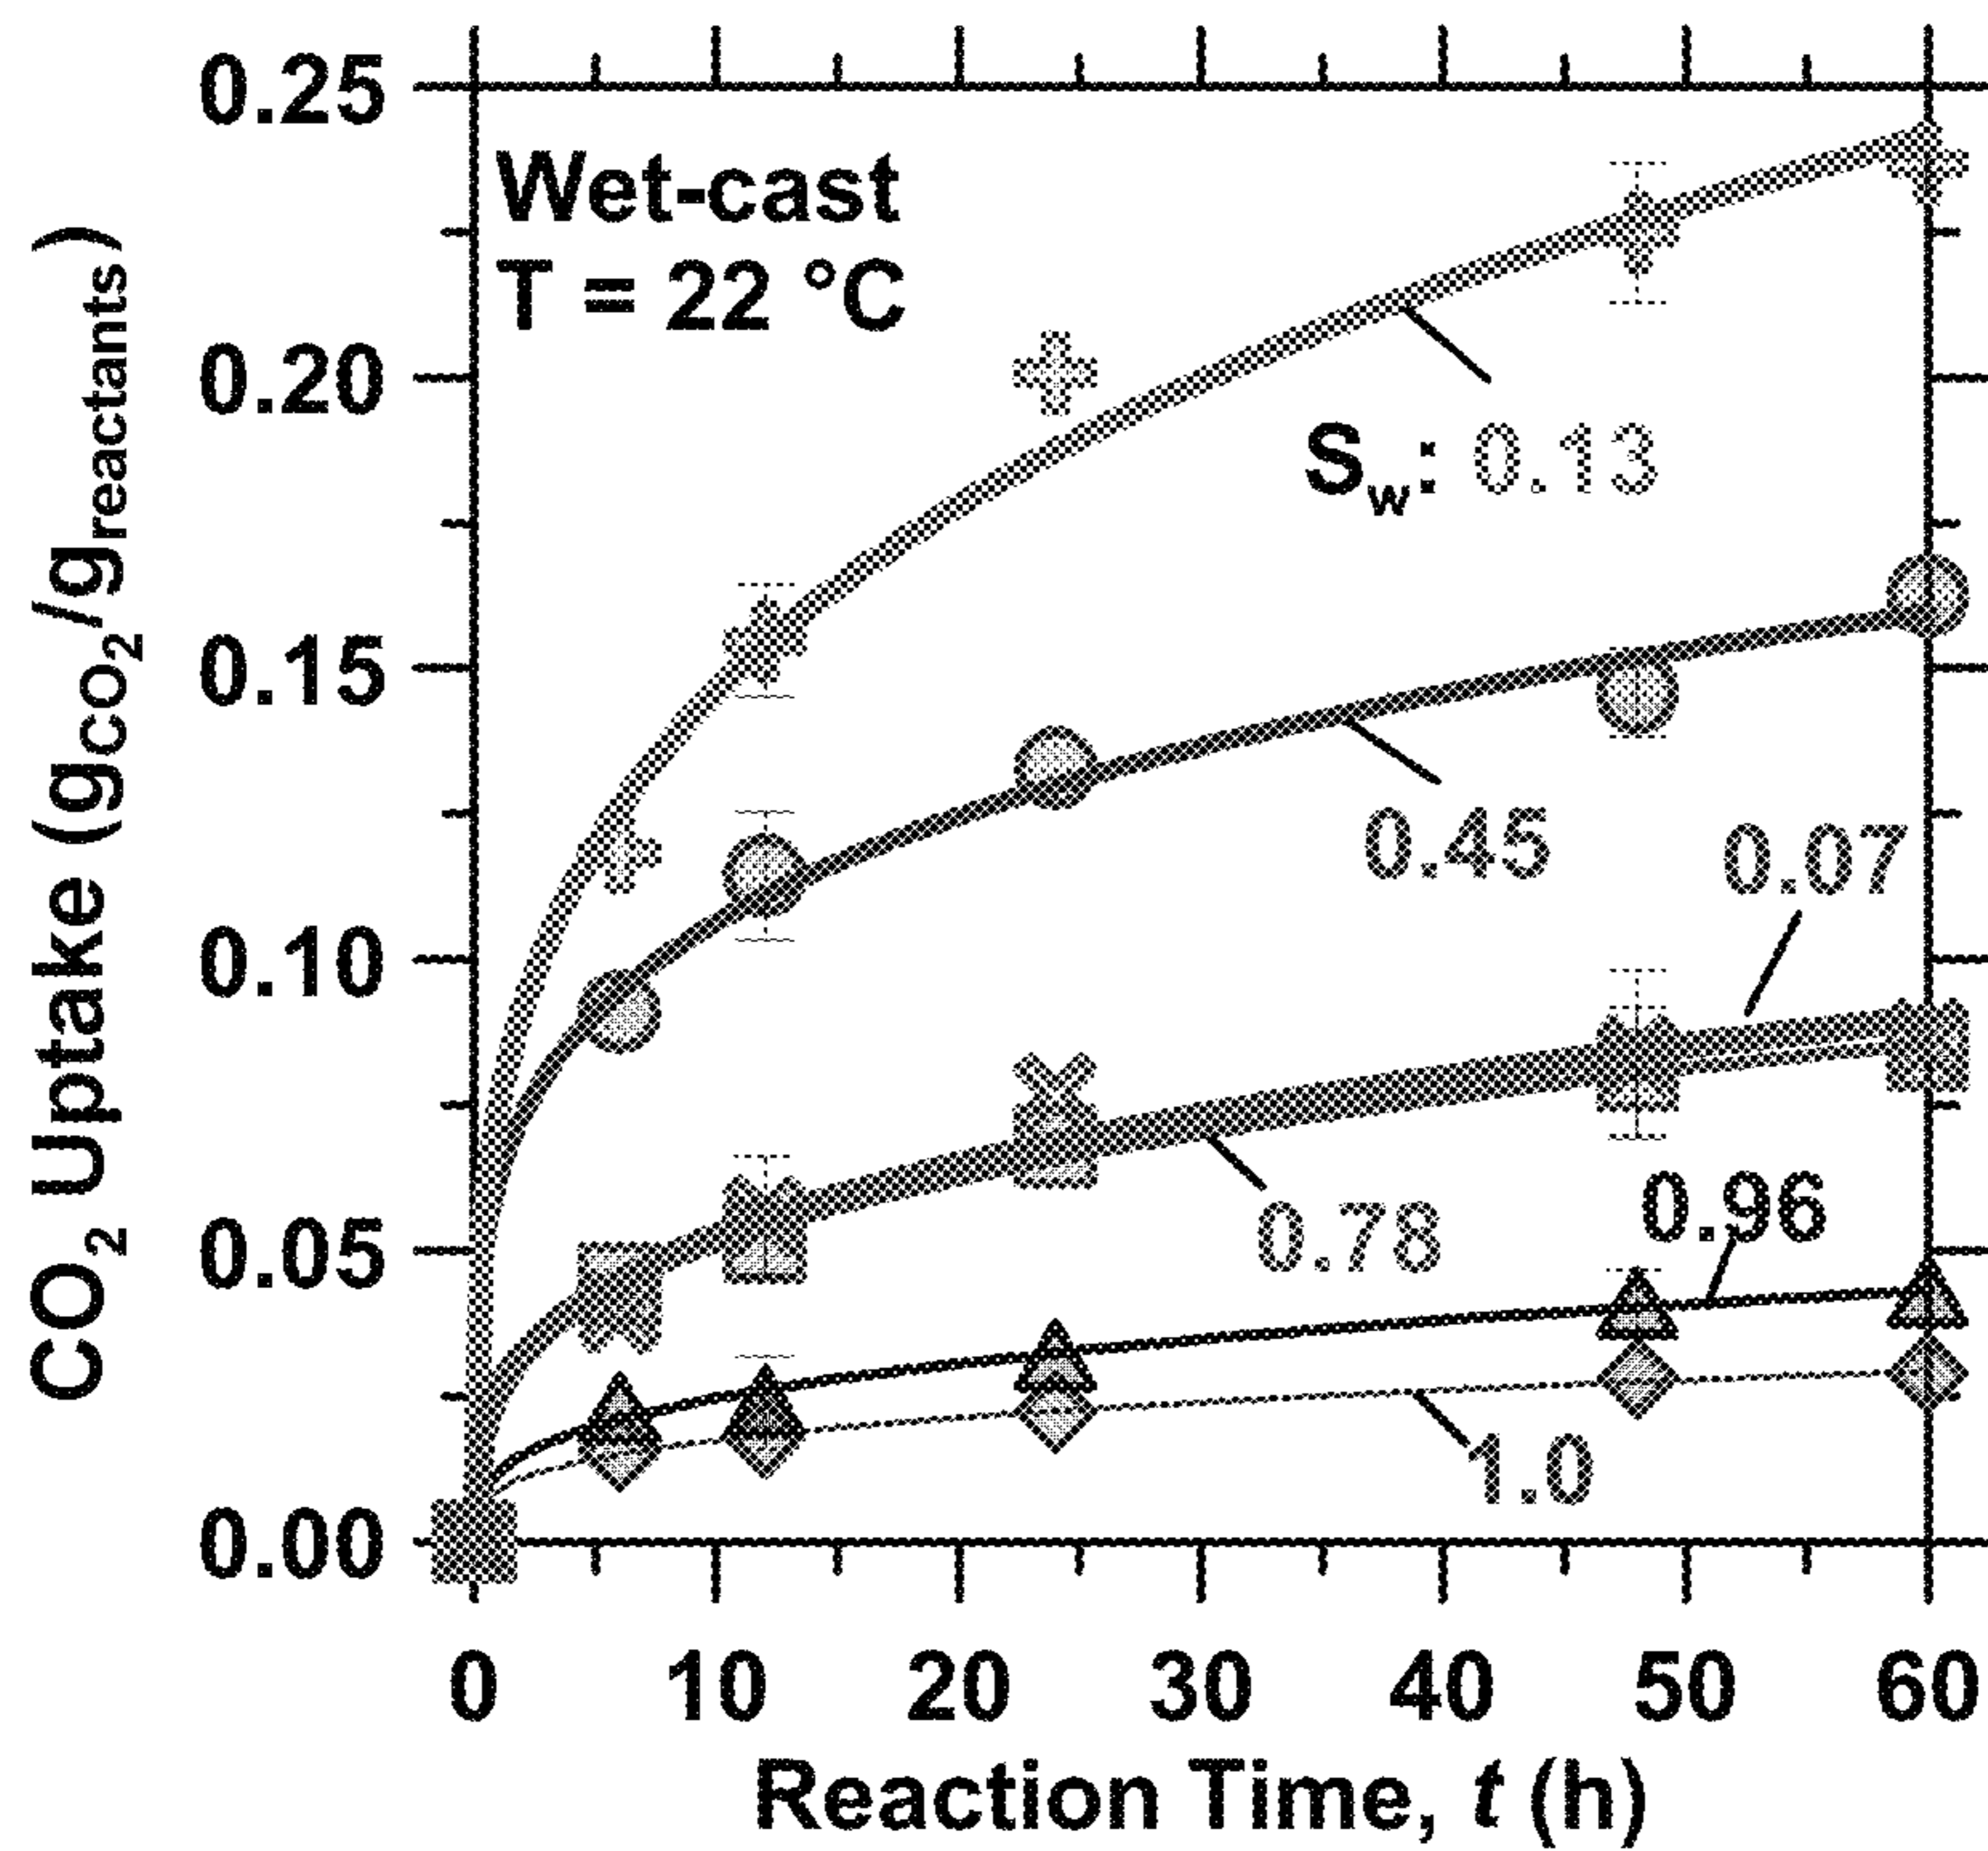 CO₂ Uptake (gco₂/g_reactants)
0.25
0.20
0.15
0.10
0.05
0.00
Wet-cast
T = 22 °C
S_w: 0.13
0.45
0.07
0.78
0.96
1.0
0 10 20 30 40 50 60
Reaction Time, t (h)